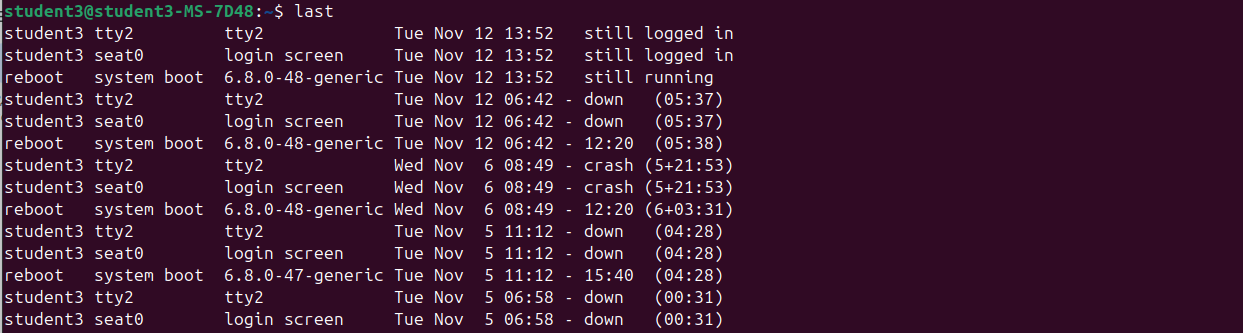 student3@student3-MS-7D48:~$ last
student3 tty2         tty2             Tue Nov 12 13:52   still logged in
student3 seat0        login screen     Tue Nov 12 13:52   still logged in
reboot   system boot  6.8.0-48-generic Tue Nov 12 13:52   still running
student3 tty2         tty2             Tue Nov 12 06:42 - down   (05:37)
student3 seat0        login screen     Tue Nov 12 06:42 - down   (05:37)
reboot   system boot  6.8.0-48-generic Tue Nov 12 06:42 - 12:20  (05:38)
student3 tty2         tty2             Wed Nov  6 08:49 - crash (5+21:53)
student3 seat0        login screen     Wed Nov  6 08:49 - crash (5+21:53)
reboot   system boot  6.8.0-48-generic Wed Nov  6 08:49 - 12:20 (6+03:31)
student3 tty2         tty2             Tue Nov  5 11:12 - down   (04:28)
student3 seat0        login screen     Tue Nov  5 11:12 - down   (04:28)
reboot   system boot  6.8.0-47-generic Tue Nov  5 11:12 - 15:40  (04:28)
student3 tty2         tty2             Tue Nov  5 06:58 - down   (00:31)
student3 seat0        login screen     Tue Nov  5 06:58 - down   (00:31)